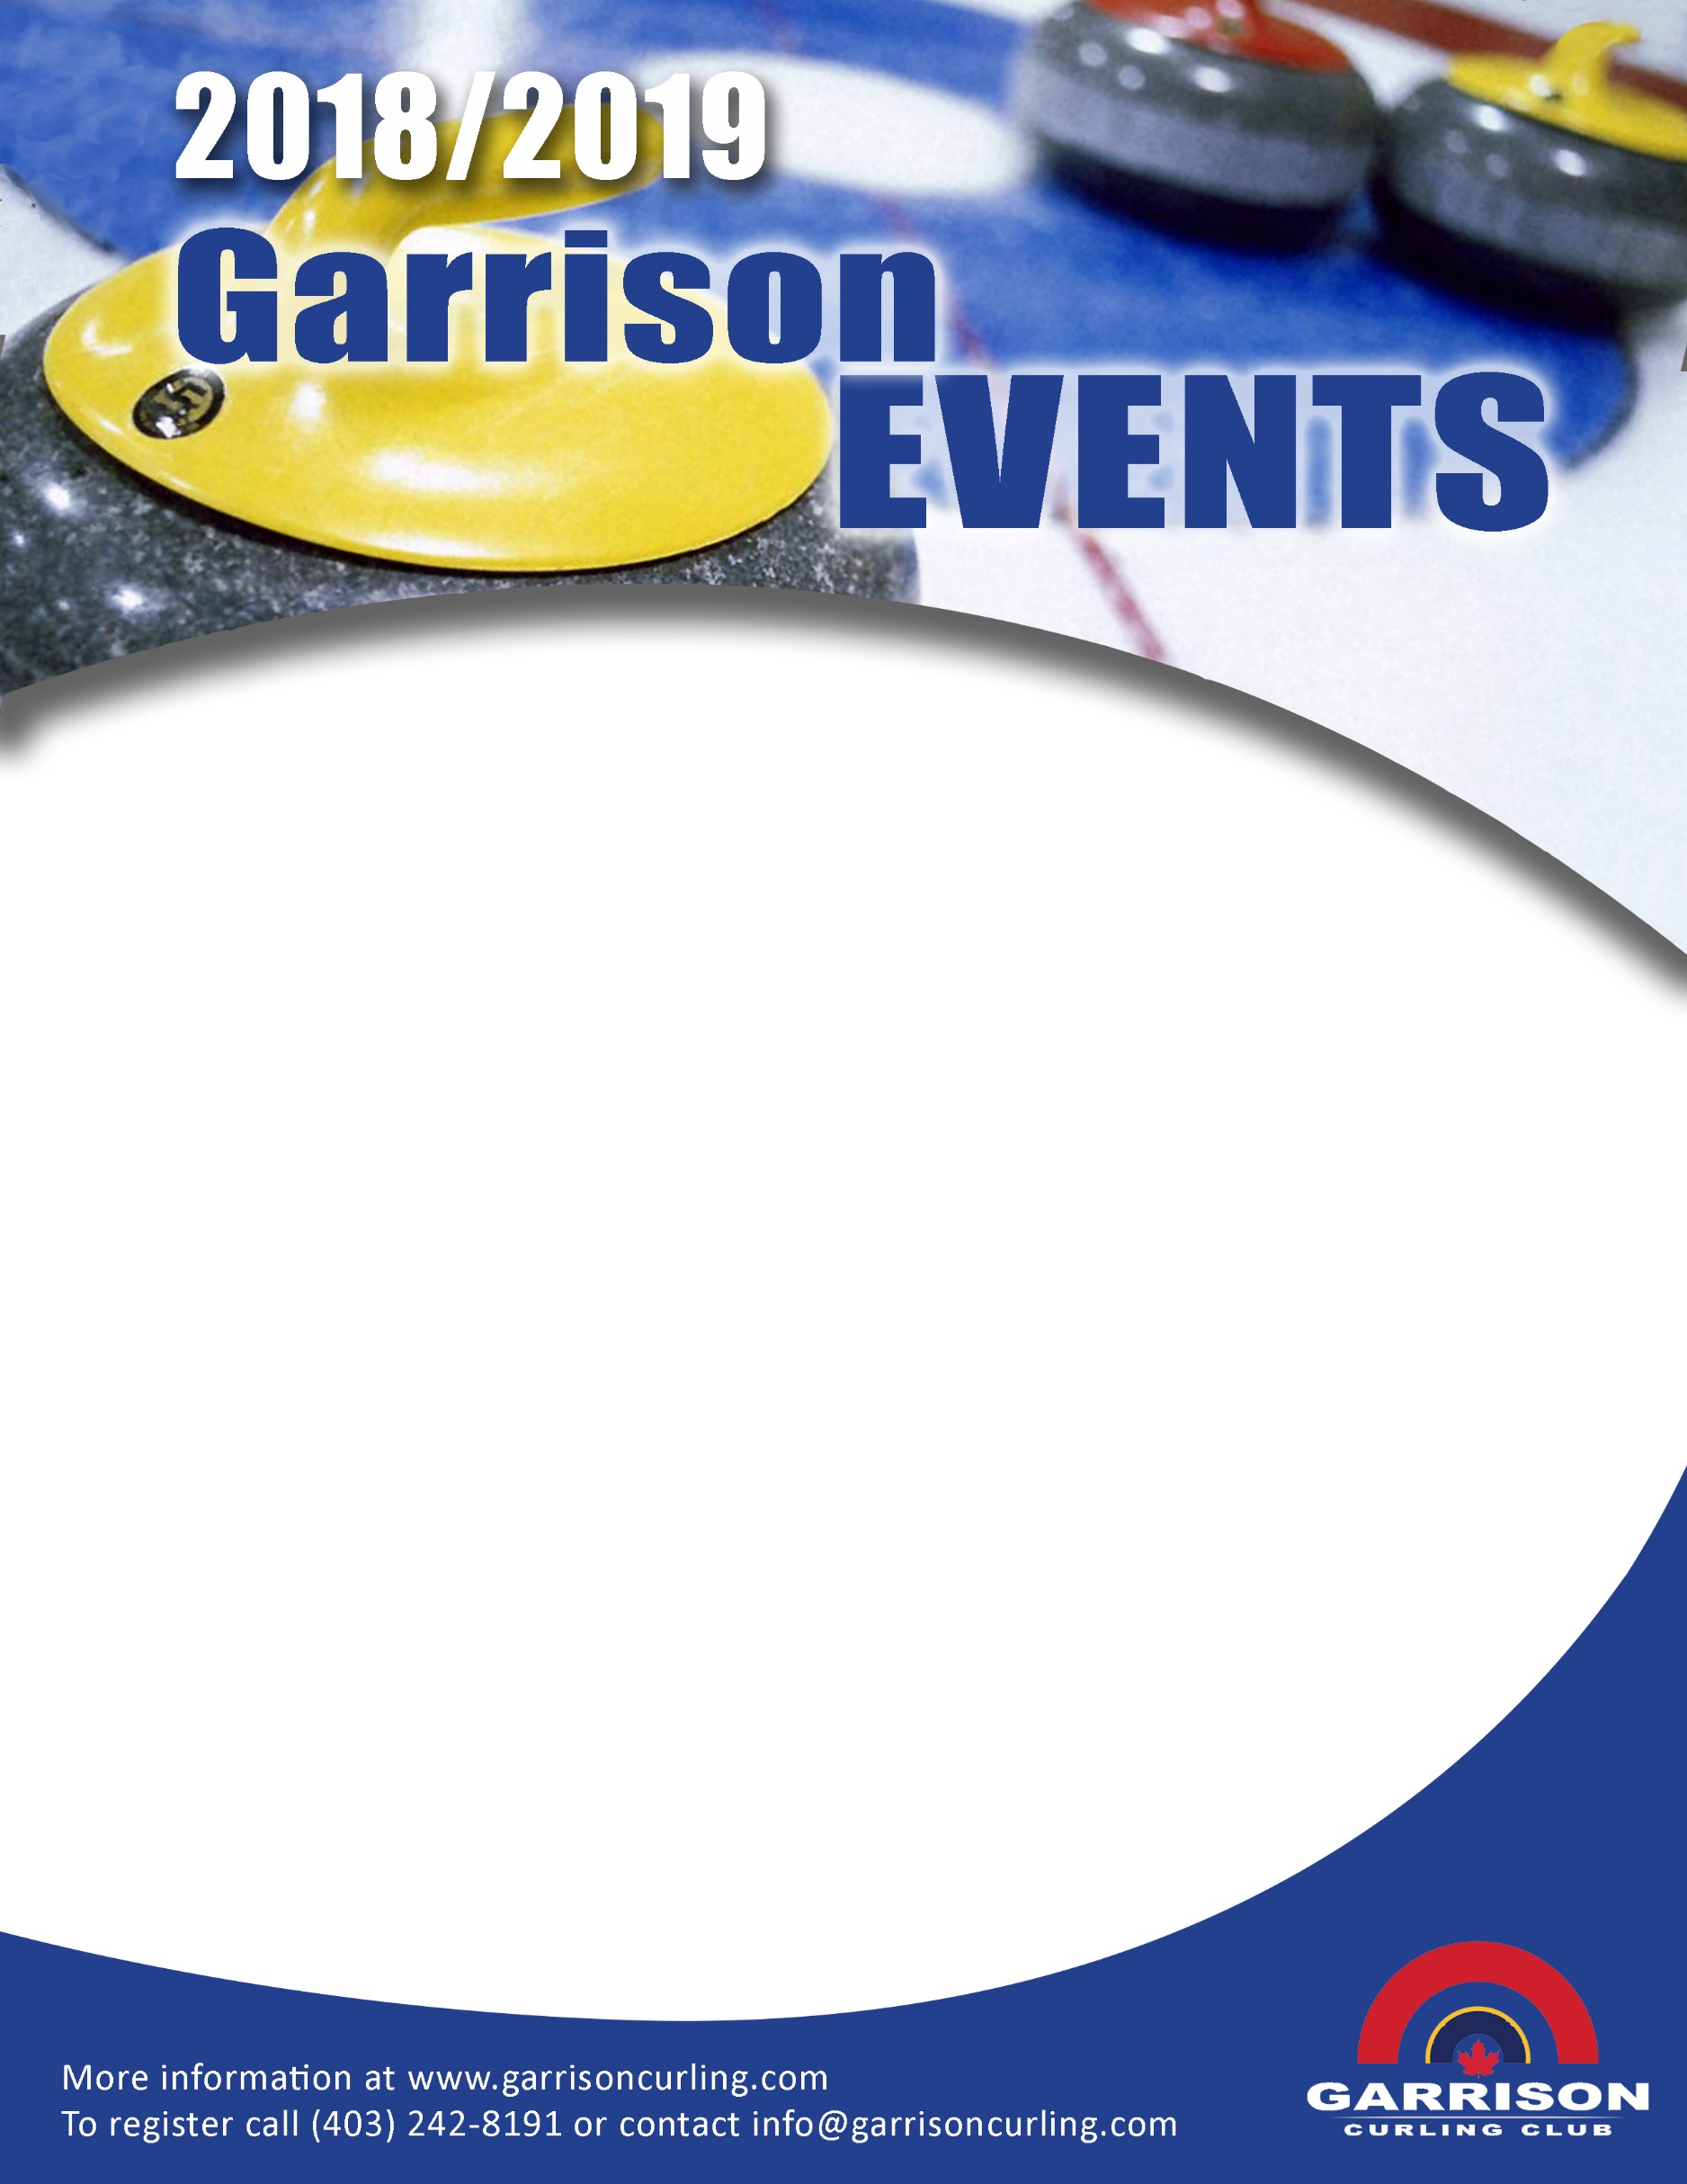 2018/2019
Garrison
EVENTS
More information at www.garrisoncurling.com
To register call (403) 242-8191 or contact info@garrisoncurling.com
GARRISON
CURLING CLUB